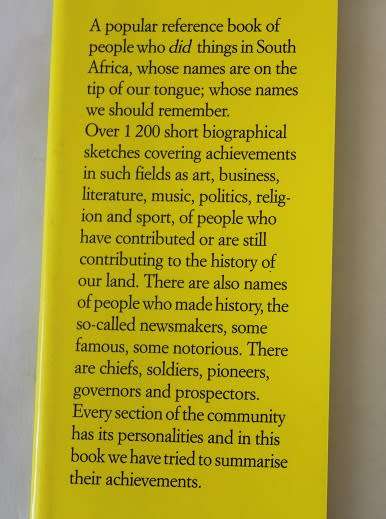 A popular reference book of
people who did things in South
Africa, whose names are on the
tip of our tongue; whose names
we should remember.
Over 1 200 short biographical
sketches covering achievements
in such fields as art, business,
literature, music, politics, relig-
ion and sport, of people who
have contributed or are still
contributing to the history of
our land. There are also names
of people who made history, the
so-called newsmakers, some
famous, some notorious. There
are chiefs, soldiers, pioneers,
governors and prospectors.
Every section of the community
has its personalities and in this
book we have tried to summarise
their achievements.